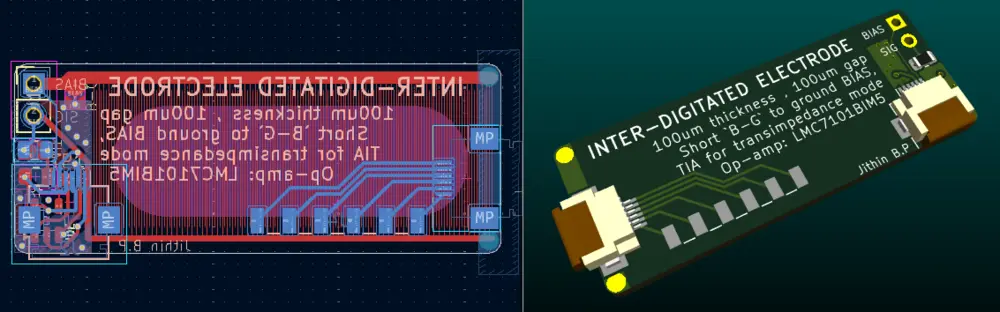 BIAS
SIG
INTER-DIGITATED ELECTRODE
100um thickness , 100um gap
Short `B-G` to ground BIAS,
TIA for transimpedance mode
Op-amp: LMC7101BIM5
Jithin B.P
MP
MP
MP
MP
BIAS
SIG
INTER-DIGITATED ELECTRODE
100um thickness , 100um gap
Short `B-G` to ground BIAS,
TIA for transimpedance mode
Op-amp: LMC7101BIM5
Jithin B.P